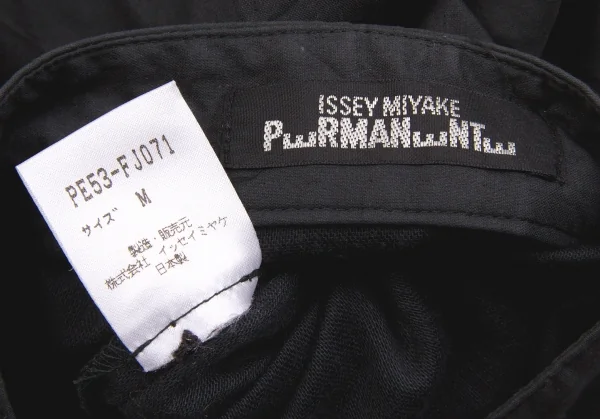 ISSEY MIYAKE
PERMANENTE
PE53-FJ071
サイズ M
製造・販売元
株式会社 イッセイミヤケ
日本製